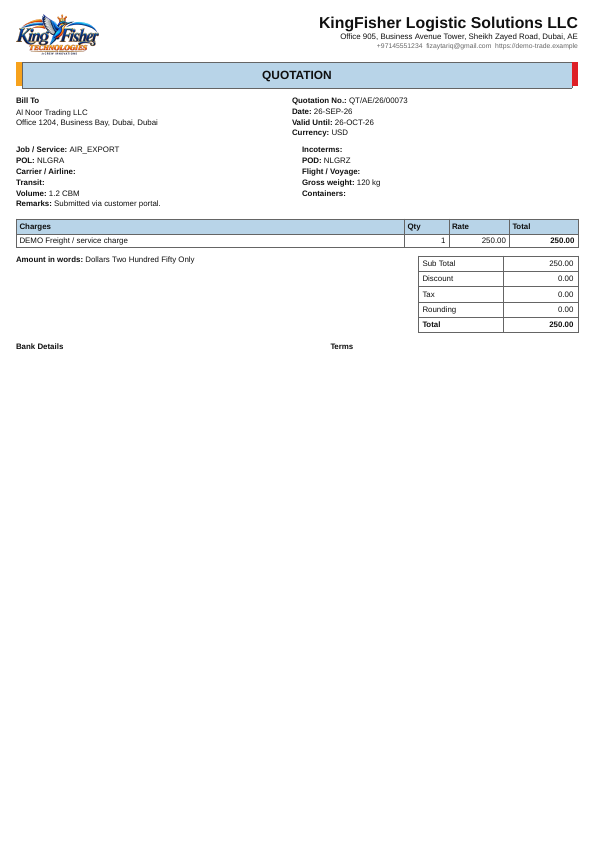 King Fisher
TECHNOLOGIES
KingFisher Logistic Solutions LLC
Office 905, Business Avenue Tower, Sheikh Zayed Road, Dubai, AE
+97145551234 fizaytariq@gmail.com https://demo-trade.example
QUOTATION
Bill To
Al Noor Trading LLC
Office 1204, Business Bay, Dubai, Dubai
Quotation No.: QT/AE/26/00073
Date: 26-SEP-26
Valid Until: 26-OCT-26
Currency: USD
Job / Service: AIR_EXPORT
Incoterms:
POL: NLGRA
POD: NLGRZ
Carrier / Airline:
Flight / Voyage:
Transit:
Gross weight: 120 kg
Volume: 1.2 CBM
Containers:
Remarks: Submitted via customer portal.
Charges Qty Rate Total
DEMO Freight / service charge 1 250.00 250.00
Amount in words: Dollars Two Hundred Fifty Only
Sub Total 250.00
Discount 0.00
Tax 0.00
Rounding 0.00
Total 250.00
Bank Details
Terms